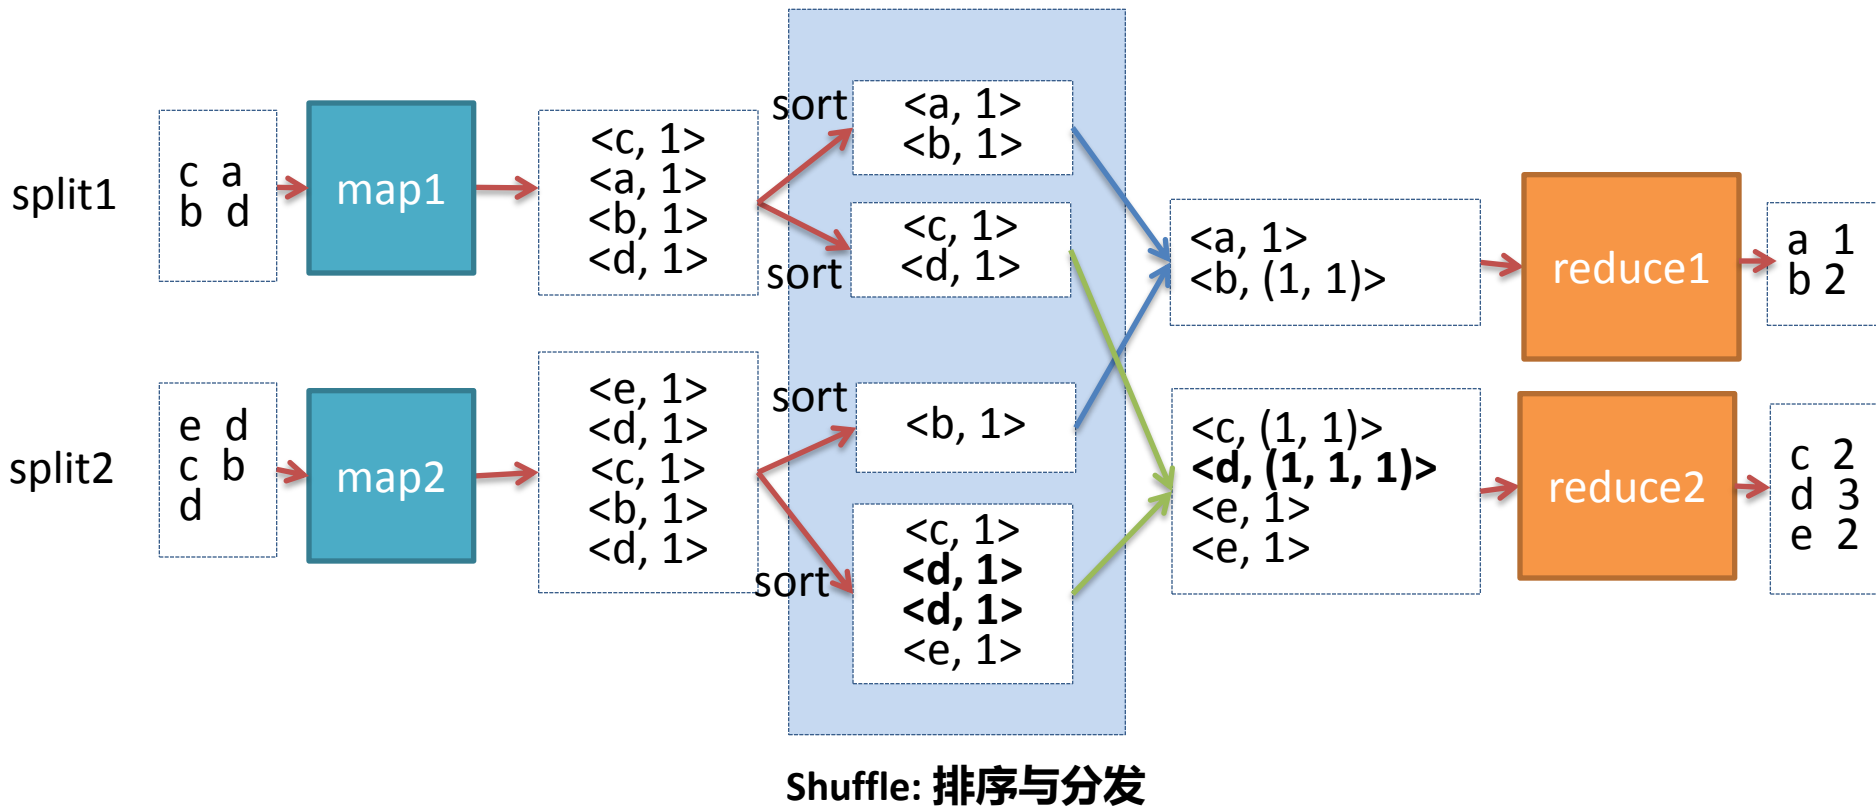 split1
c a
b d
map1
<c, 1>
<a, 1>
<b, 1>
<d, 1>
sort
<a, 1>
<b, 1>
sort
<c, 1>
<d, 1>
<a, 1>
<b, (1, 1)>
reduce1
a 1
b 2
split2
e d
c b
d
map2
<e, 1>
<d, 1>
<c, 1>
<b, 1>
<d, 1>
sort
<b, 1>
sort
<c, 1>
<d, 1>
<d, 1>
<e, 1>
<c, (1, 1)>
<d, (1, 1, 1)>
<e, 1>
<e, 1>
reduce2
c 2
d 3
e 2
Shuffle: 排序与分发